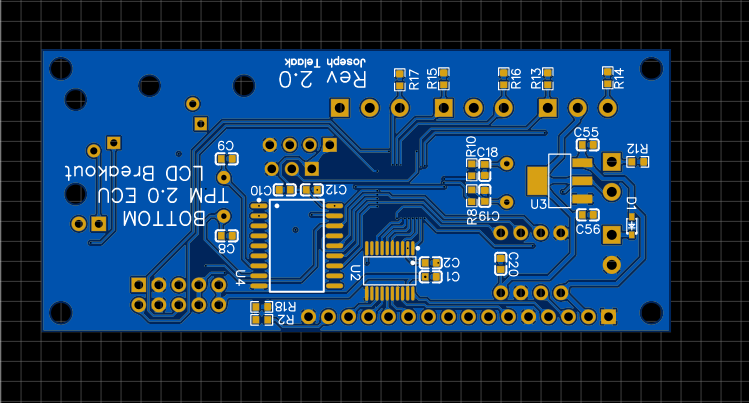 Joseph Telaak
Rev 2.0
R17
R15
R16
R13
R14
C9
R10
C18
C55
R12
LCD Breakout
TPM 2.0 ECU
BOTTOM
C10
C12
R8
C19
U3
D1
C56
C8
U4
U2
C2
C1
C20
R18
R2